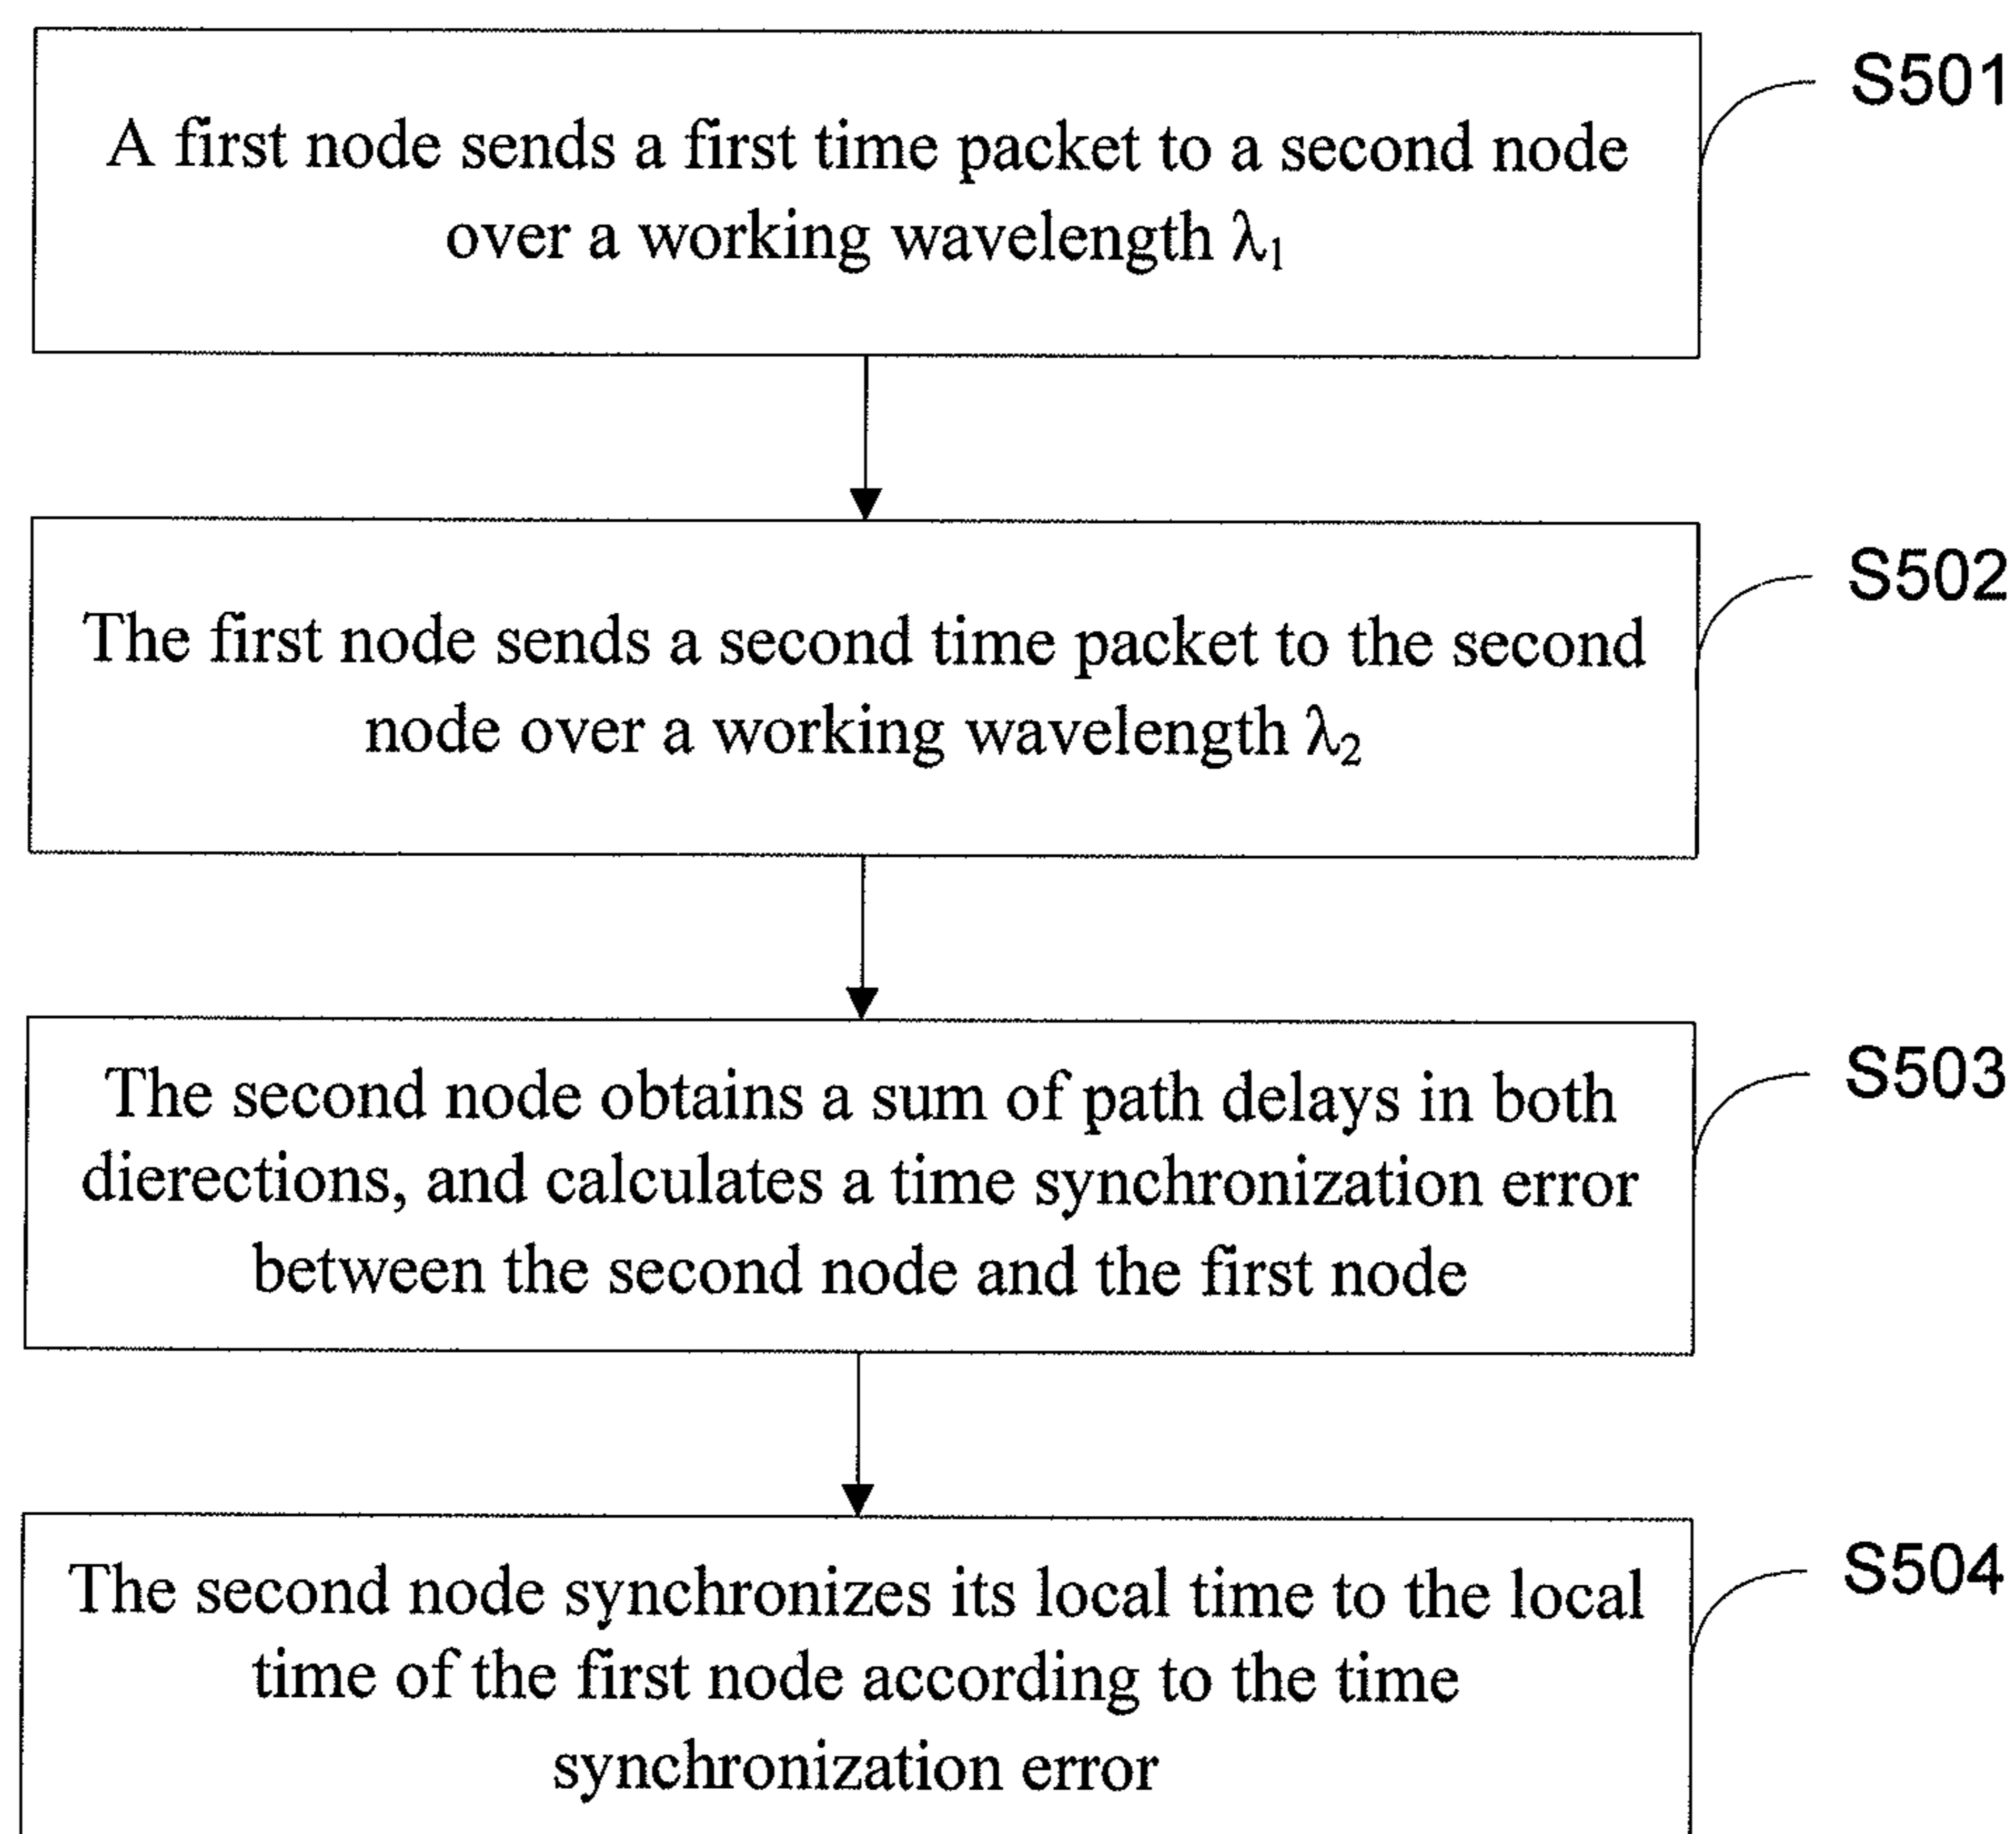 S501
A first node sends a first time packet to a second node
over a working wavelength λ₁
S502
The first node sends a second time packet to the second
node over a working wavelength λ₂
S503
The second node obtains a sum of path delays in both
dierections, and calculates a time synchronization error
between the second node and the first node
S504
The second node synchronizes its local time to the local
time of the first node according to the time
synchronization error